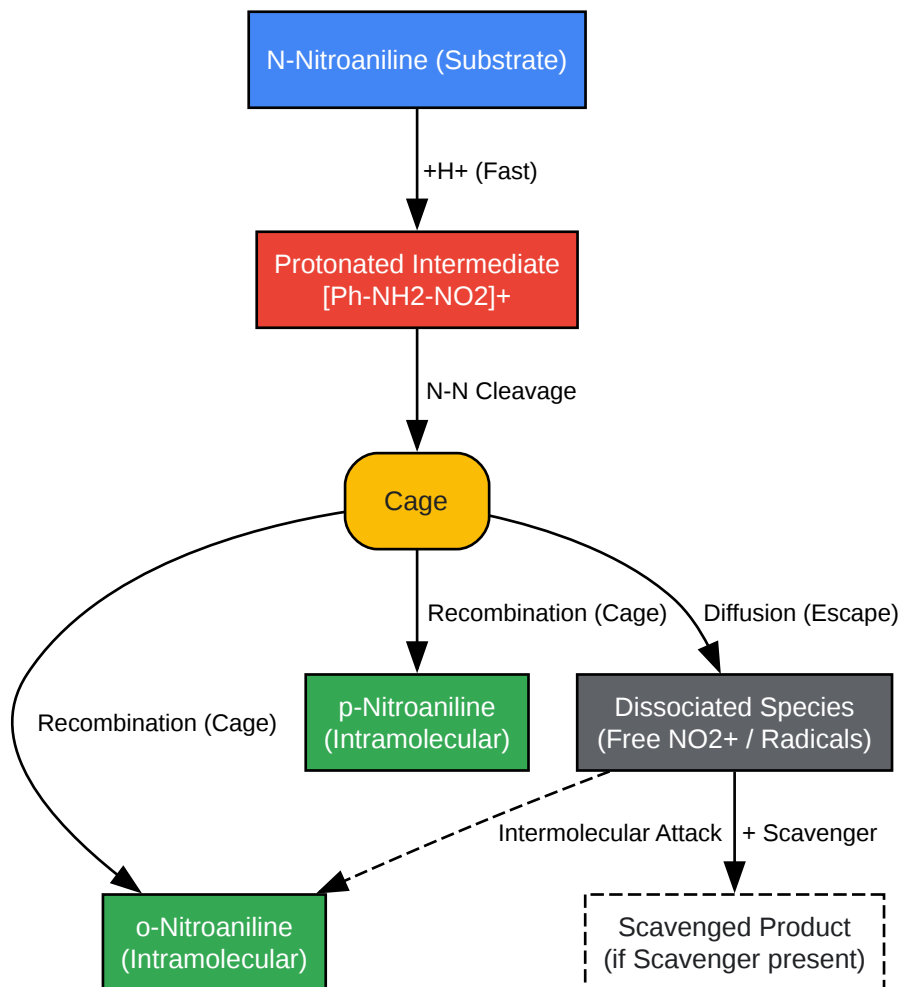 N-Nitroaniline (Substrate)
+H+ (Fast)
Protonated Intermediate
[Ph-NH2-NO2]+
N-N Cleavage
Cage
Recombination (Cage)
Diffusion (Escape)
p-Nitroaniline
(Intramolecular)
Dissociated Species
(Free NO2+ / Radicals)
Recombination (Cage)
Intermolecular Attack
+ Scavenger
o-Nitroaniline
(Intramolecular)
Scavenged Product
(if Scavenger present)